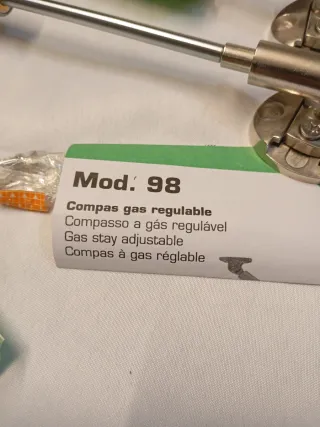 Mod. 98
Compas gas regulable
Compasso a gás regulável
Gas stay adjustable
Compas à gas réglable